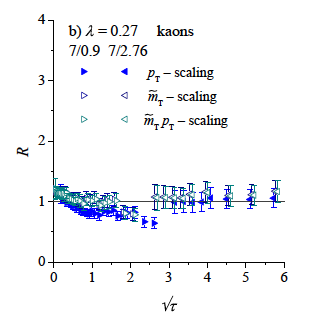 4
b) λ = 0.27 kaons
7/0.9 7/2.76
p_T – scaling
m̃_T – scaling
m̃_T p_T – scaling
3
2
R
1
0
0 1 2 3 4 5 6
√τ